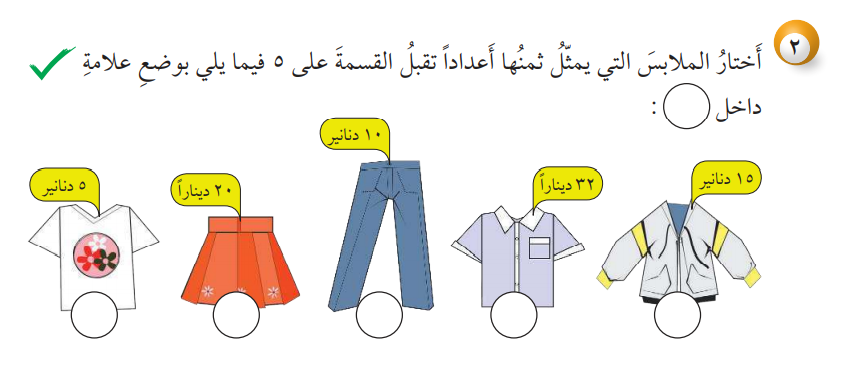 ٢
أَختارُ الملابسَ التي يمثّلُ ثمنُها أَعداداً تقبلُ القسمةَ على ٥ فيما يلي بوضعِ علامةِ
داخل :
١٥ دنانير
٣٢ ديناراً
١٠ دنانير
٢٠ ديناراً
٥ دنانير